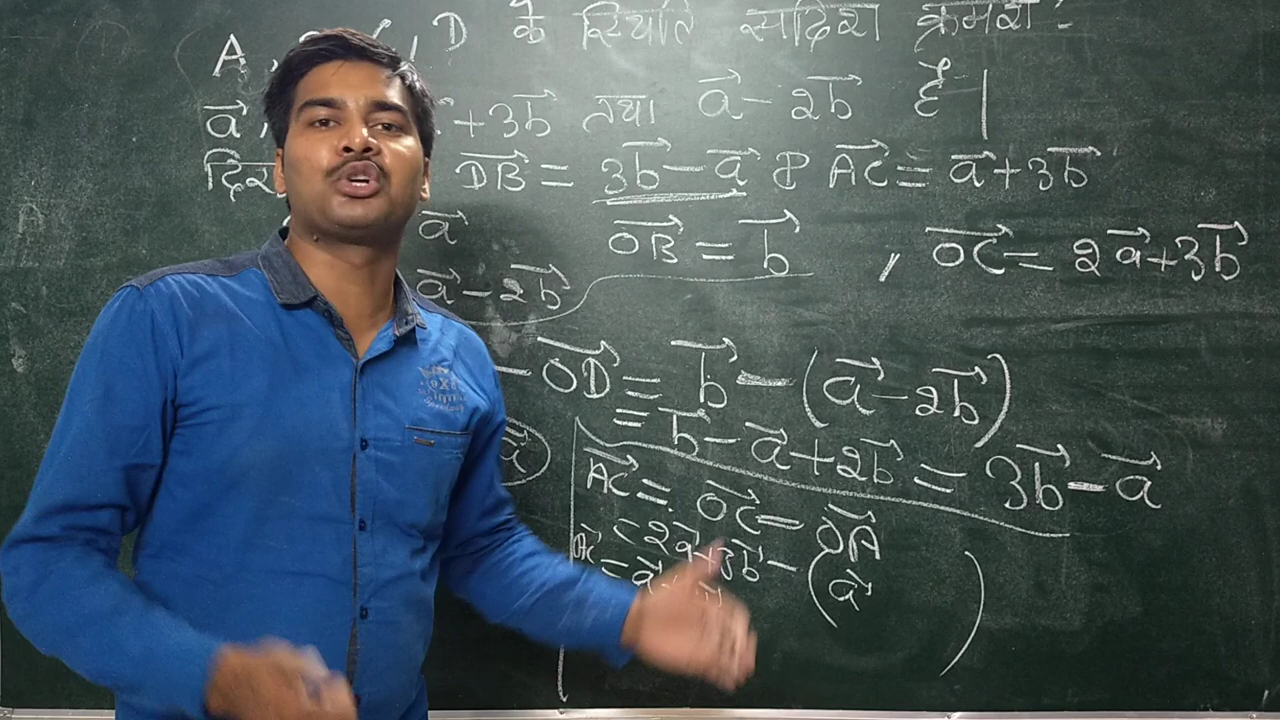 A, B, C, D के स्थिति सदिश क्रमशः
a⃗, + 3b⃗ तथा a⃗ - 2b⃗ है।
DB⃗ = 3b⃗ - a⃗ व AC⃗ = a⃗ + 3b⃗
a⃗ OB⃗ = b⃗ , OC⃗ = 2a⃗ + 3b⃗
a⃗ - 2b⃗
- OD⃗ = b⃗ - (a⃗ - 2b⃗)
= b⃗ - a⃗ + 2b⃗ = 3b⃗ - a⃗
a⃗
AC⃗ = OC⃗ - OA⃗
= 2a⃗ + 3b⃗ - (a⃗ )
AC⃗ = a⃗